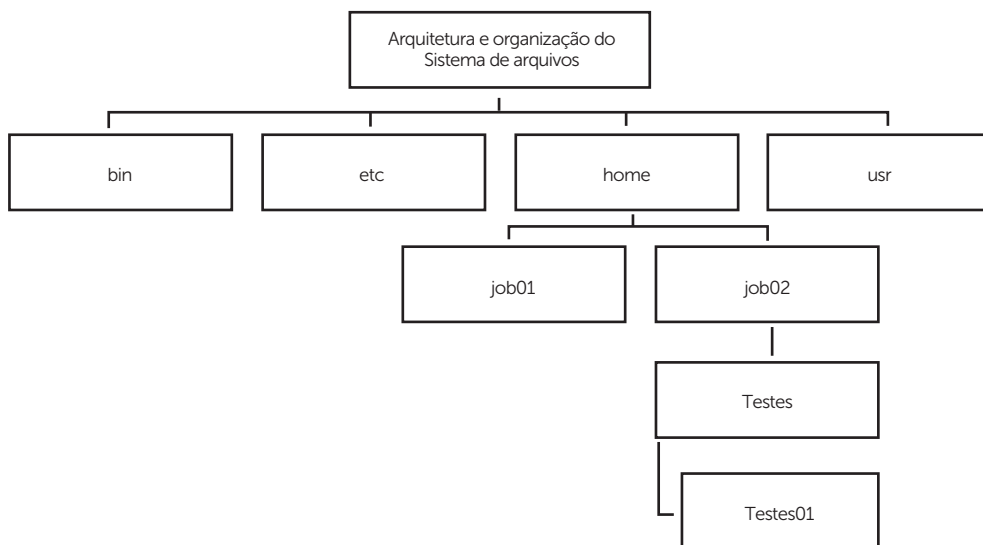 Arquitetura e organização do
Sistema de arquivos
bin
etc
home
usr
job01
job02
Testes
Testes01